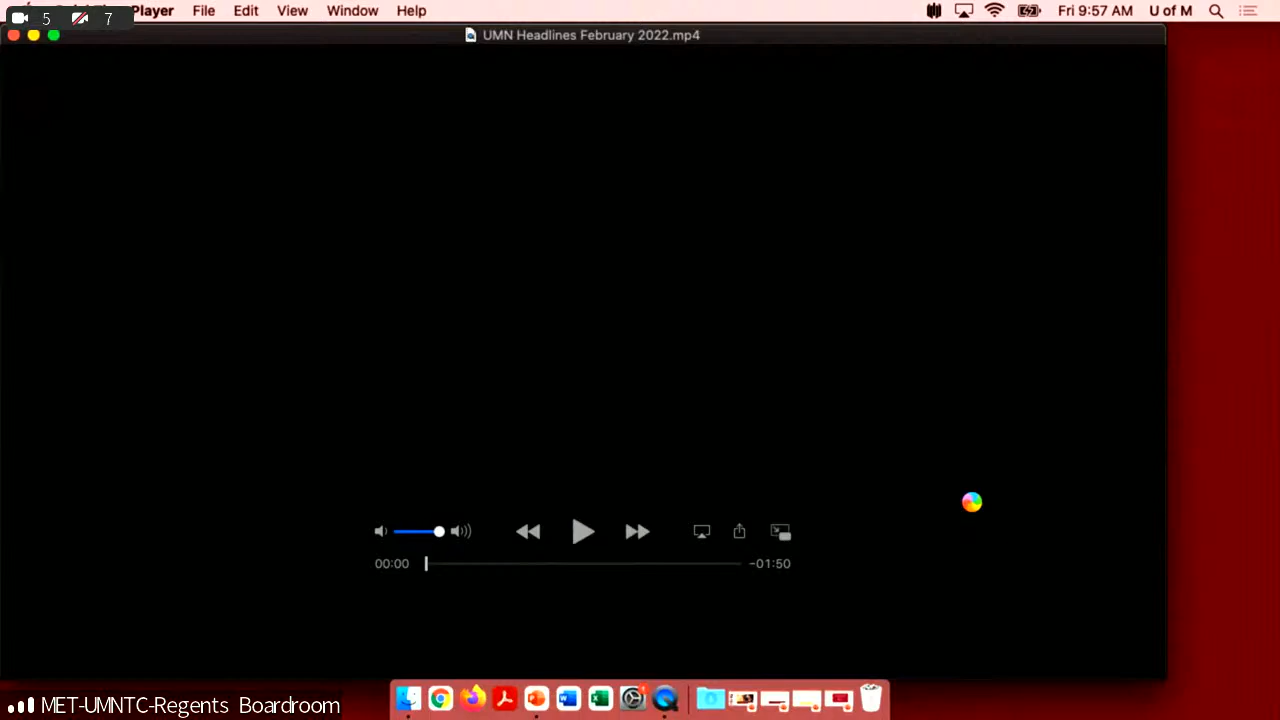 5 7 Player File Edit View Window Help Fri 9:57 AM U of M
UMN Headlines February 2022.mp4
00:00 -01:50
MET-UMNTC-Regents Boardroom